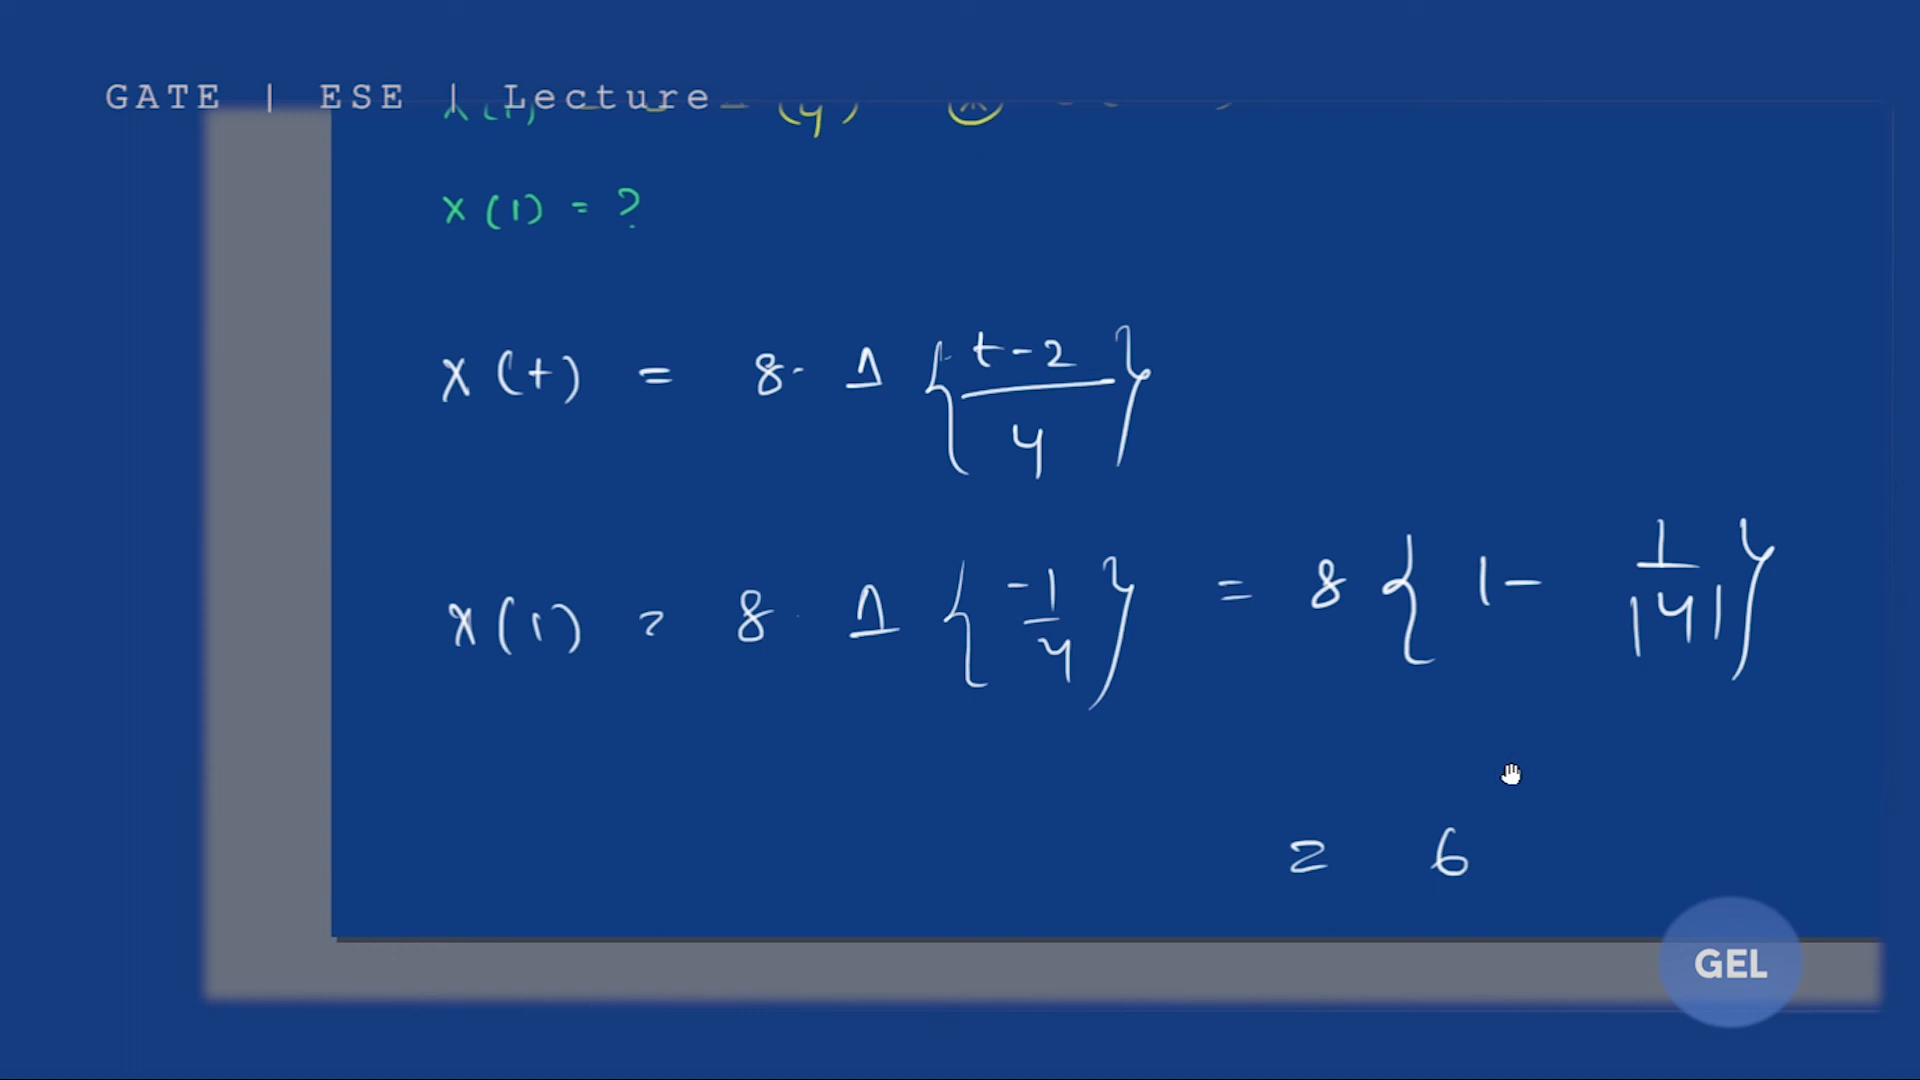 GATE | ESE | Lecture
x(1) = ?
x(t) = 8· Δ {(t-2)/4}
x(1) = 8 · Δ {-1/4} = 8 {1 - 1/|4|}
= 6
GEL